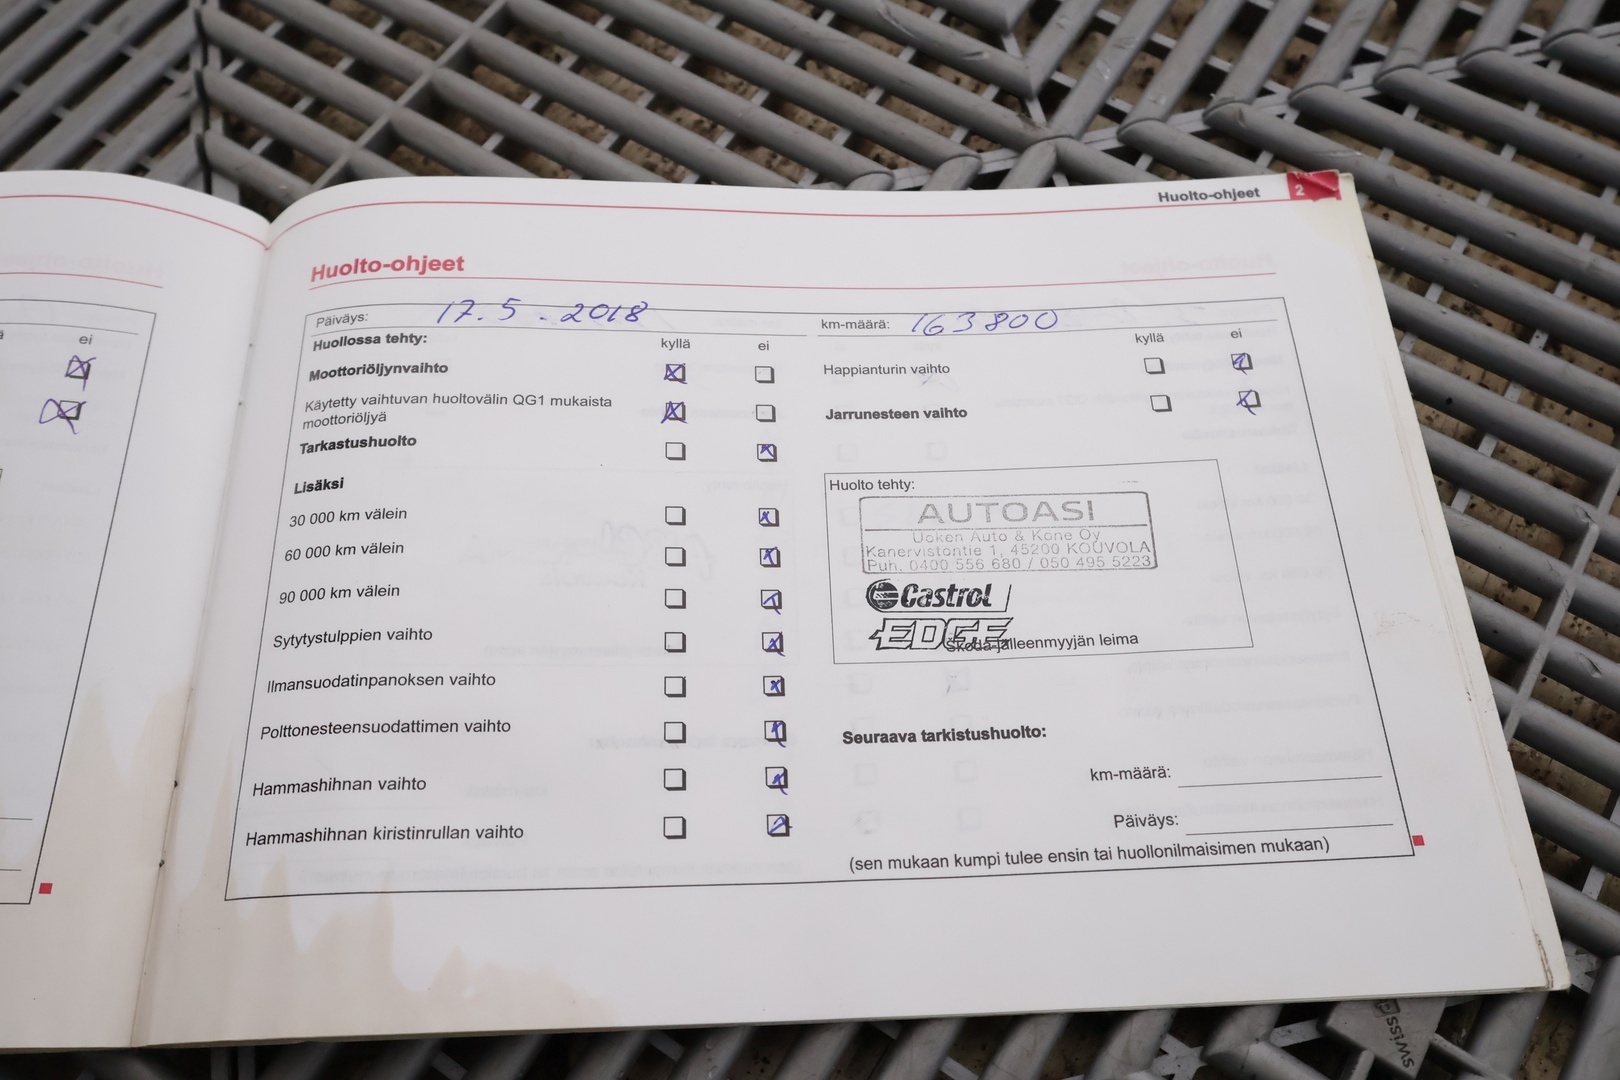 Huolto-ohjeet 2
Huolto-ohjeet
ei
Päiväys: 17.5.2018
km-määrä: 163800
Huollossa tehty: kyllä ei
Moottoriöljynvaihto
Käytetty vaihtuvan huoltovälin QG1 mukaista
moottoriöljyä
Tarkastushuolto
Lisäksi
30 000 km välein
60 000 km välein
90 000 km välein
Sytytystulppien vaihto
Ilmansuodatinpanoksen vaihto
Polttonesteensuodattimen vaihto
Hammashihnan vaihto
Hammashihnan kiristinrullan vaihto
kyllä ei
Happianturin vaihto
Jarrunesteen vaihto
Huolto tehty:
AUTOASI
Ucken Auto & Kone Oy
Kanervistontie 1, 45200 KOUVOLA
Puh. 0400 556 680 / 050 495 5223
Castrol
EDGE
Škoda-jälleenmyyjän leima
Seuraava tarkistushuolto:
km-määrä:
Päiväys:
(sen mukaan kumpi tulee ensin tai huollonilmaisimen mukaan)
swiss